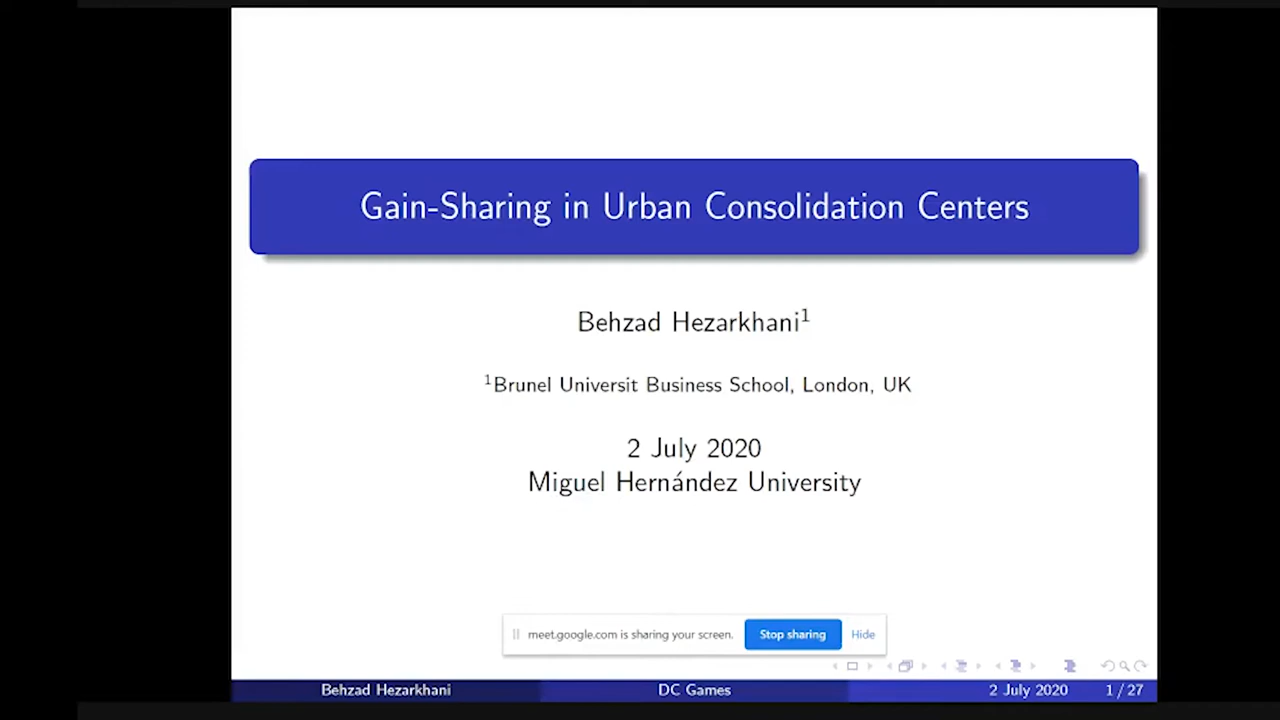 Gain-Sharing in Urban Consolidation Centers
Behzad Hezarkhani¹
¹Brunel Universit Business School, London, UK
2 July 2020
Miguel Hernández University
meet.google.com is sharing your screen. Stop sharing Hide
Behzad Hezarkhani DC Games 2 July 2020 1 / 27